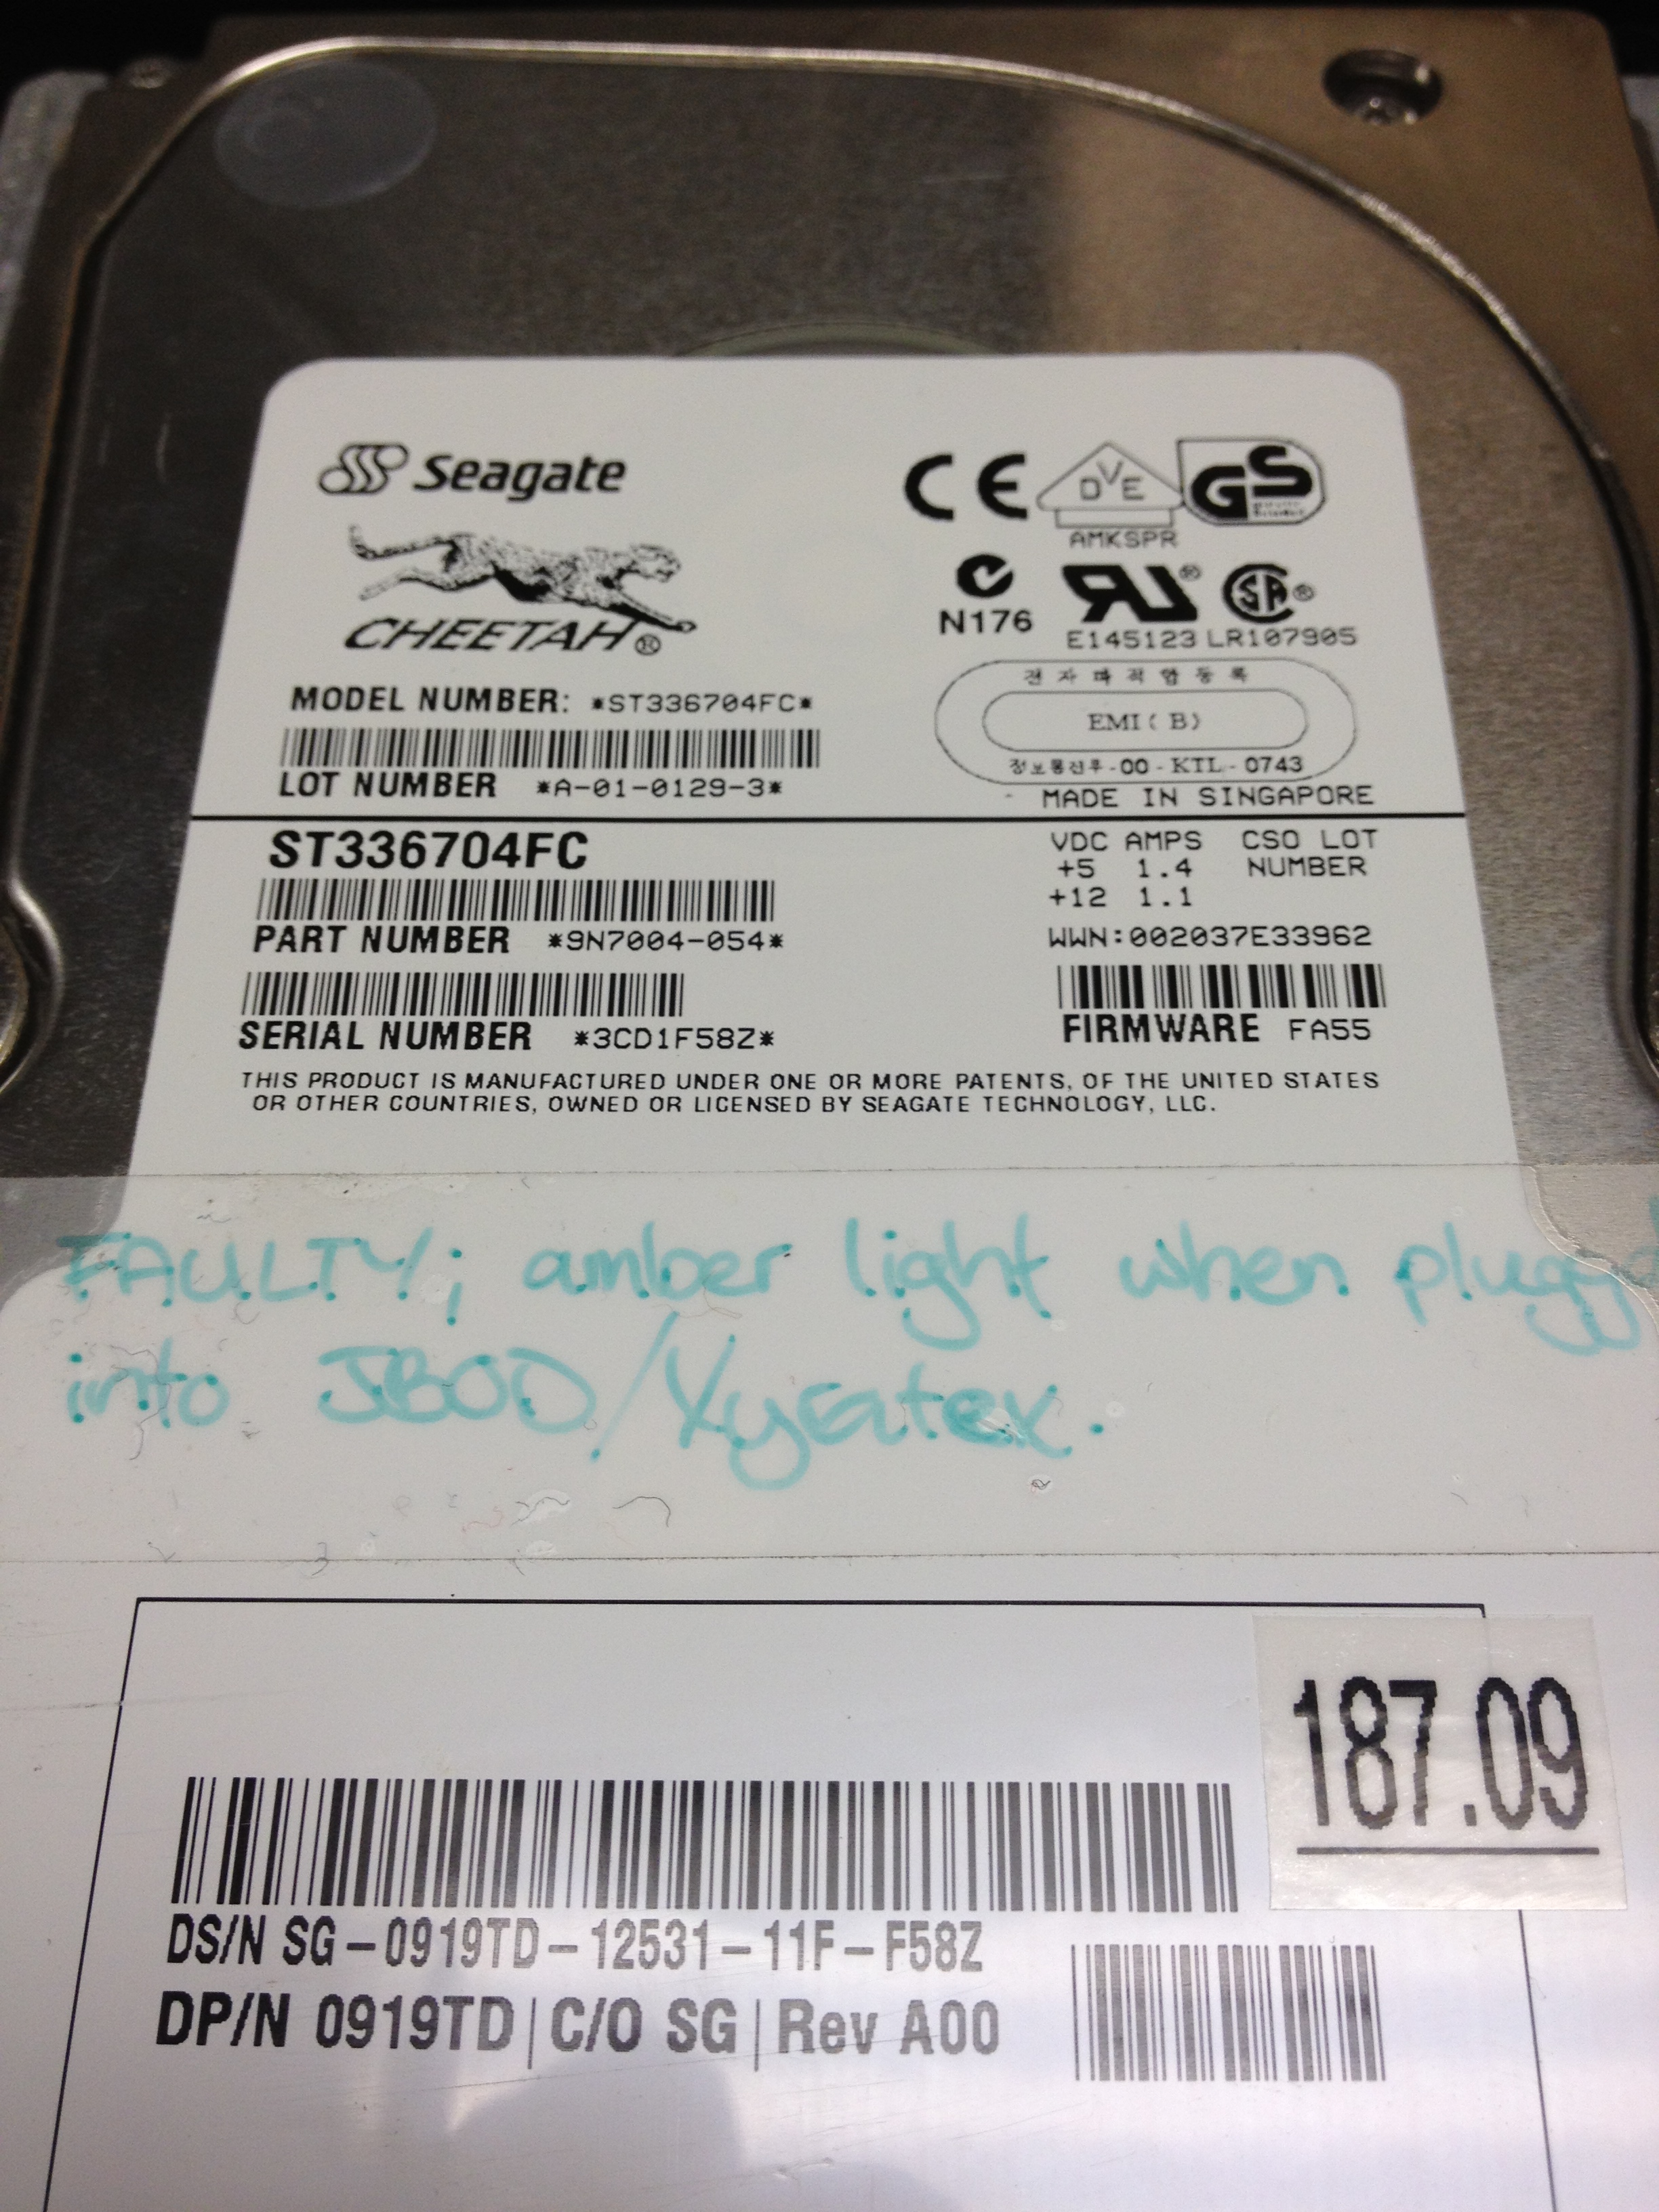 Seagate
CHEETAH®
CE DVE GS
AMKSPR
N176
E145123 LR107905
MODEL NUMBER: *ST336704FC*
전자파적합등록
EMI ( B )
LOT NUMBER *A-01-0129-3*
정보통신부-00 - KTL - 0743
MADE IN SINGAPORE
ST336704FC
VDC AMPS CSO LOT
+5 1.4 NUMBER
+12 1.1
PART NUMBER *9N7004-054*
WWN:002037E33962
SERIAL NUMBER *3CD1F58Z*
FIRMWARE FA55
THIS PRODUCT IS MANUFACTURED UNDER ONE OR MORE PATENTS, OF THE UNITED STATES
OR OTHER COUNTRIES, OWNED OR LICENSED BY SEAGATE TECHNOLOGY, LLC.
FAULTY; amber light when pluggd
into JBOD/Xyratex.
187.09
DS/N SG-0919TD-12531-11F-F58Z
DP/N 0919TD | C/O SG | Rev A00